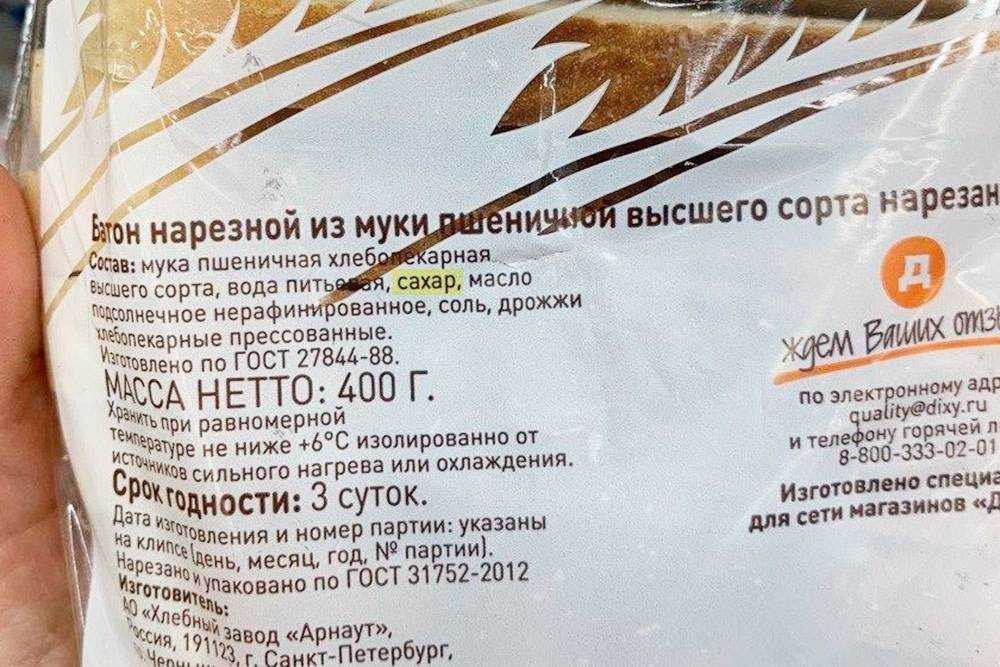 Батон нарезной из муки пшеничной высшего сорта нарезан
Состав: мука пшеничная хлебопекарная
высшего сорта, вода питьевая, сахар, масло
подсолнечное нерафинированное, соль, дрожжи
хлебопекарные прессованные.
Изготовлено по ГОСТ 27844-88.
МАССА НЕТТО: 400 Г.
Хранить при равномерной
температуре не ниже +6°С изолированно от
источников сильного нагрева или охлаждения.
Срок годности: 3 суток.
Дата изготовления и номер партии: указаны
на клипсе (день, месяц, год, № партии).
Нарезано и упаковано по ГОСТ 31752-2012
Изготовитель:
АО «Хлебный завод «Арнаут»,
Россия, 191123, г. Санкт-Петербург,
Д
ждем Ваших отзы
по электронному адр
quality@dixy.ru
и телефону горячей л
8-800-333-02-01
Изготовлено специа
для сети магазинов «Д